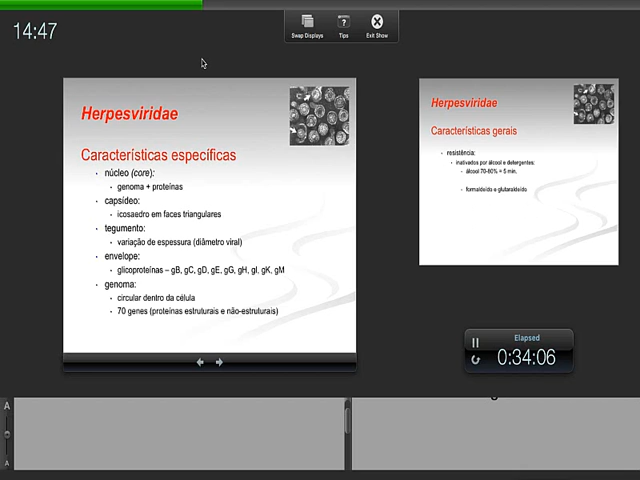 14:47
Swap Displays
Tips
Exit Show
Herpesviridae
Características específicas
núcleo (core):
genoma + proteínas
capsídeo:
icosaedro em faces triangulares
tegumento:
variação de espessura (diâmetro viral)
envelope:
glicoproteínas – gB, gC, gD, gE, gG, gH, gI, gK, gM
genoma:
circular dentro da célula
70 genes (proteínas estruturais e não-estruturais)
Herpesviridae
Características gerais
resistência:
inativados por álcool e detergentes:
álcool 70-80% = 5 min.
formaldeído e glutaraldeído
Elapsed
0:34:06
A
A